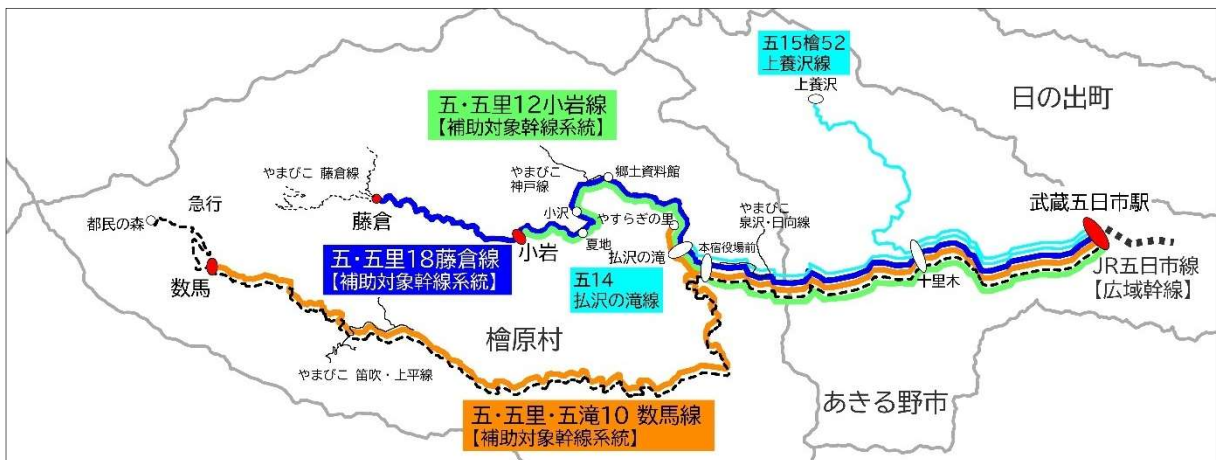 五15檜52
上養沢線
上養沢
日の出町
五・五里12小岩線
【補助対象幹線系統】
やまびこ 藤倉線
やまびこ
神戸線
郷土資料館
都民の森
急行
藤倉
小沢
やすらぎの里
やまびこ
泉沢・日向線
武蔵五日市駅
小岩
夏地
払沢の滝
本宿役場前
五・五里18藤倉線
【補助対象幹線系統】
数馬
五14
払沢の滝線
十里木
JR五日市線
【広域幹線】
檜原村
やまびこ 笛吹・上平線
あきる野市
五・五里・五滝10 数馬線
【補助対象幹線系統】